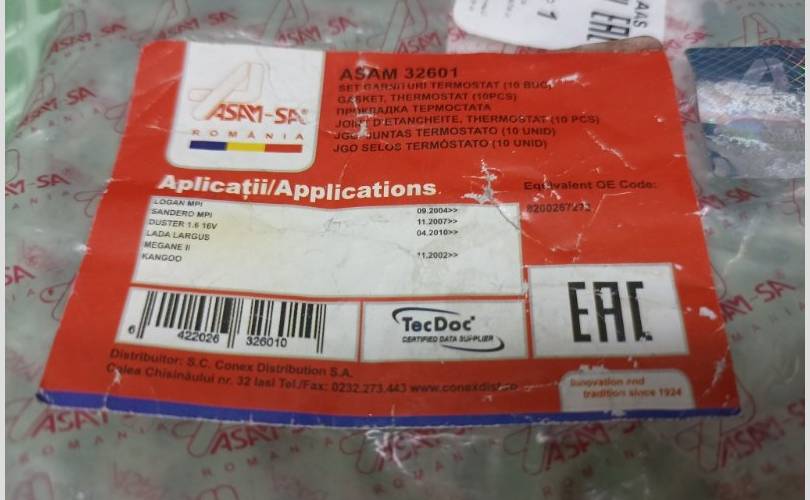 ASAM-SA®
ROMÂNIA
ASAM 32601
SET GARNITURI TERMOSTAT (10 BUC)
GASKET, THERMOSTAT (10PCS)
ПРОКЛАДКА ТЕРМОСТАТА
JOINT D'ETANCHEITE, THERMOSTAT (10 PCS)
JGO JUNTAS TERMOSTATO (10 UNID)
JGO SELOS TERMÓSTATO (10 UNID)
Aplicații/Applications
Equivalent OE Code:
LOGAN MPI 09.2004>>
SANDERO MPI 11.2007>>
DUSTER 1.6 16V 04.2010>>
LADA LARGUS
MEGANE II 11.2002>>
KANGOO
6 422026 326010
TecDoc®
CERTIFIED DATA SUPPLIER
EAC
Distribuitor: S.C. Conex Distribution S.A.
Calea Chisinăului nr. 32 Iasi Tel./Fax: 0232.273.443
Innovation and
tradition since 1924